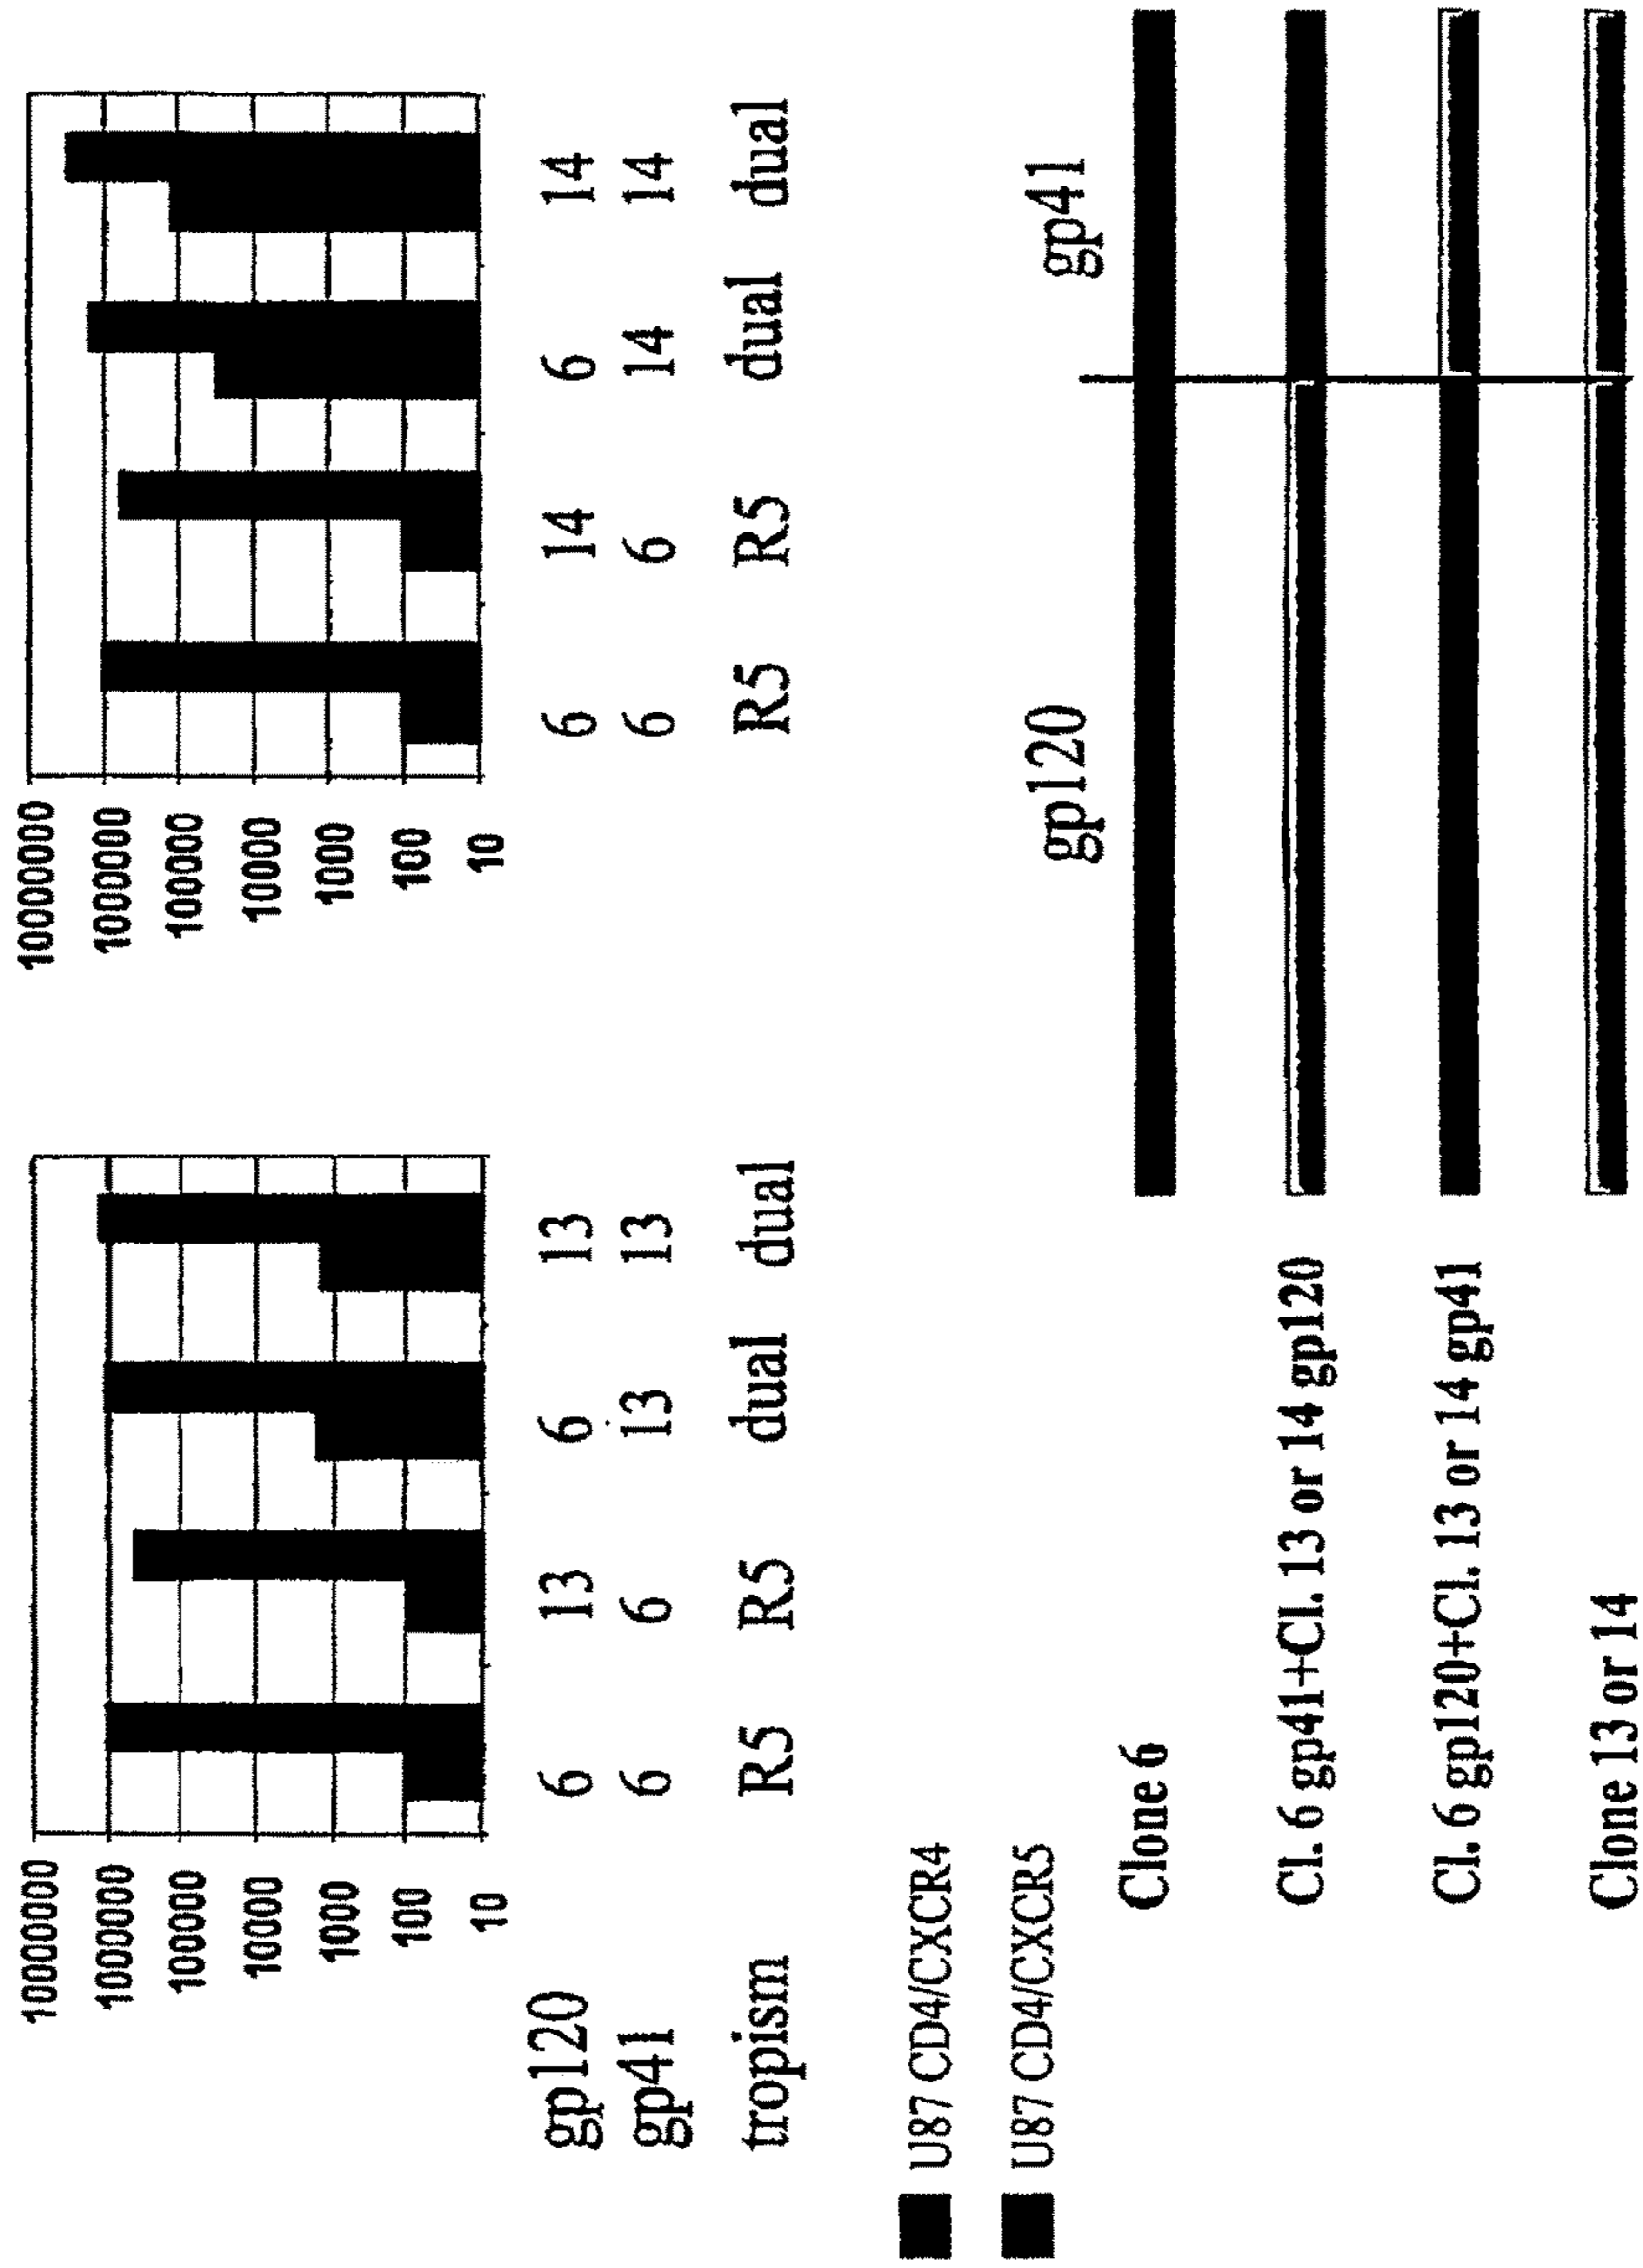 10000000
1000000
100000
10000
1000
100
10
gp120 6 13 6 13
gp41 6 6 13 13
tropism R5 R5 dual dual
10000000
1000000
100000
10000
1000
100
10
6 14 6 14
6 6 14 14
R5 R5 dual dual
U87 CD4/CXCR4
U87 CD4/CXCR5
gp120 gp41
Clone 6
Cl. 6 gp41+Cl. 13 or 14 gp120
Cl. 6 gp120+Cl. 13 or 14 gp41
Clone 13 or 14